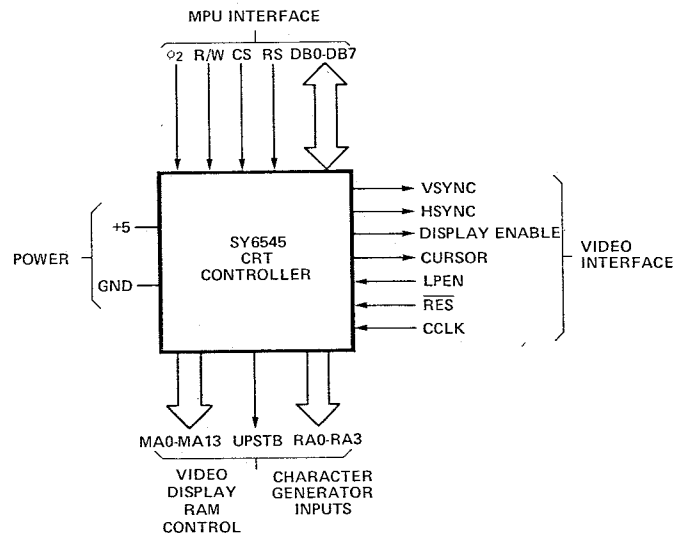 MPU INTERFACE
φ2 R/W CS RS DB0-DB7
VSYNC
HSYNC
DISPLAY ENABLE
CURSOR
LPEN
RES
CCLK
VIDEO
INTERFACE
+5
POWER
GND
SY6545
CRT
CONTROLLER
MA0-MA13 UPSTB RA0-RA3
VIDEO
DISPLAY
RAM
CONTROL
CHARACTER
GENERATOR
INPUTS